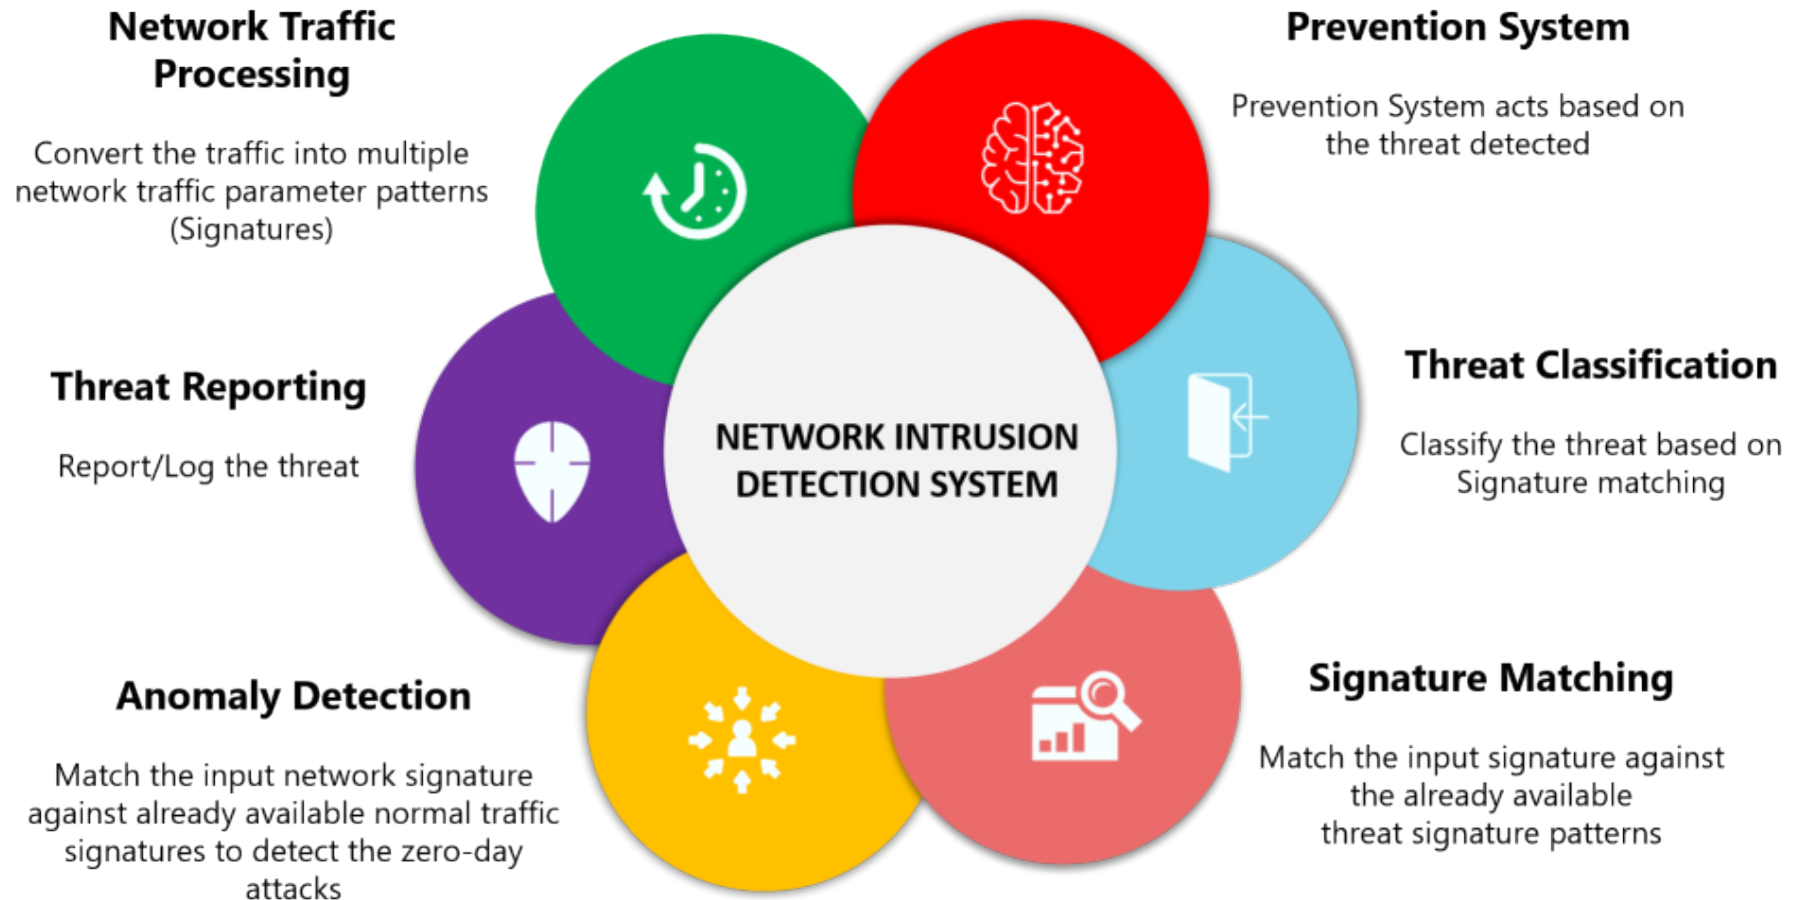 Network Traffic
Processing
Convert the traffic into multiple
network traffic parameter patterns
(Signatures)
Threat Reporting
Report/Log the threat
Anomaly Detection
Match the input network signature
against already available normal traffic
signatures to detect the zero-day
attacks
NETWORK INTRUSION
DETECTION SYSTEM
Prevention System
Prevention System acts based on
the threat detected
Threat Classification
Classify the threat based on
Signature matching
Signature Matching
Match the input signature against
the already available
threat signature patterns